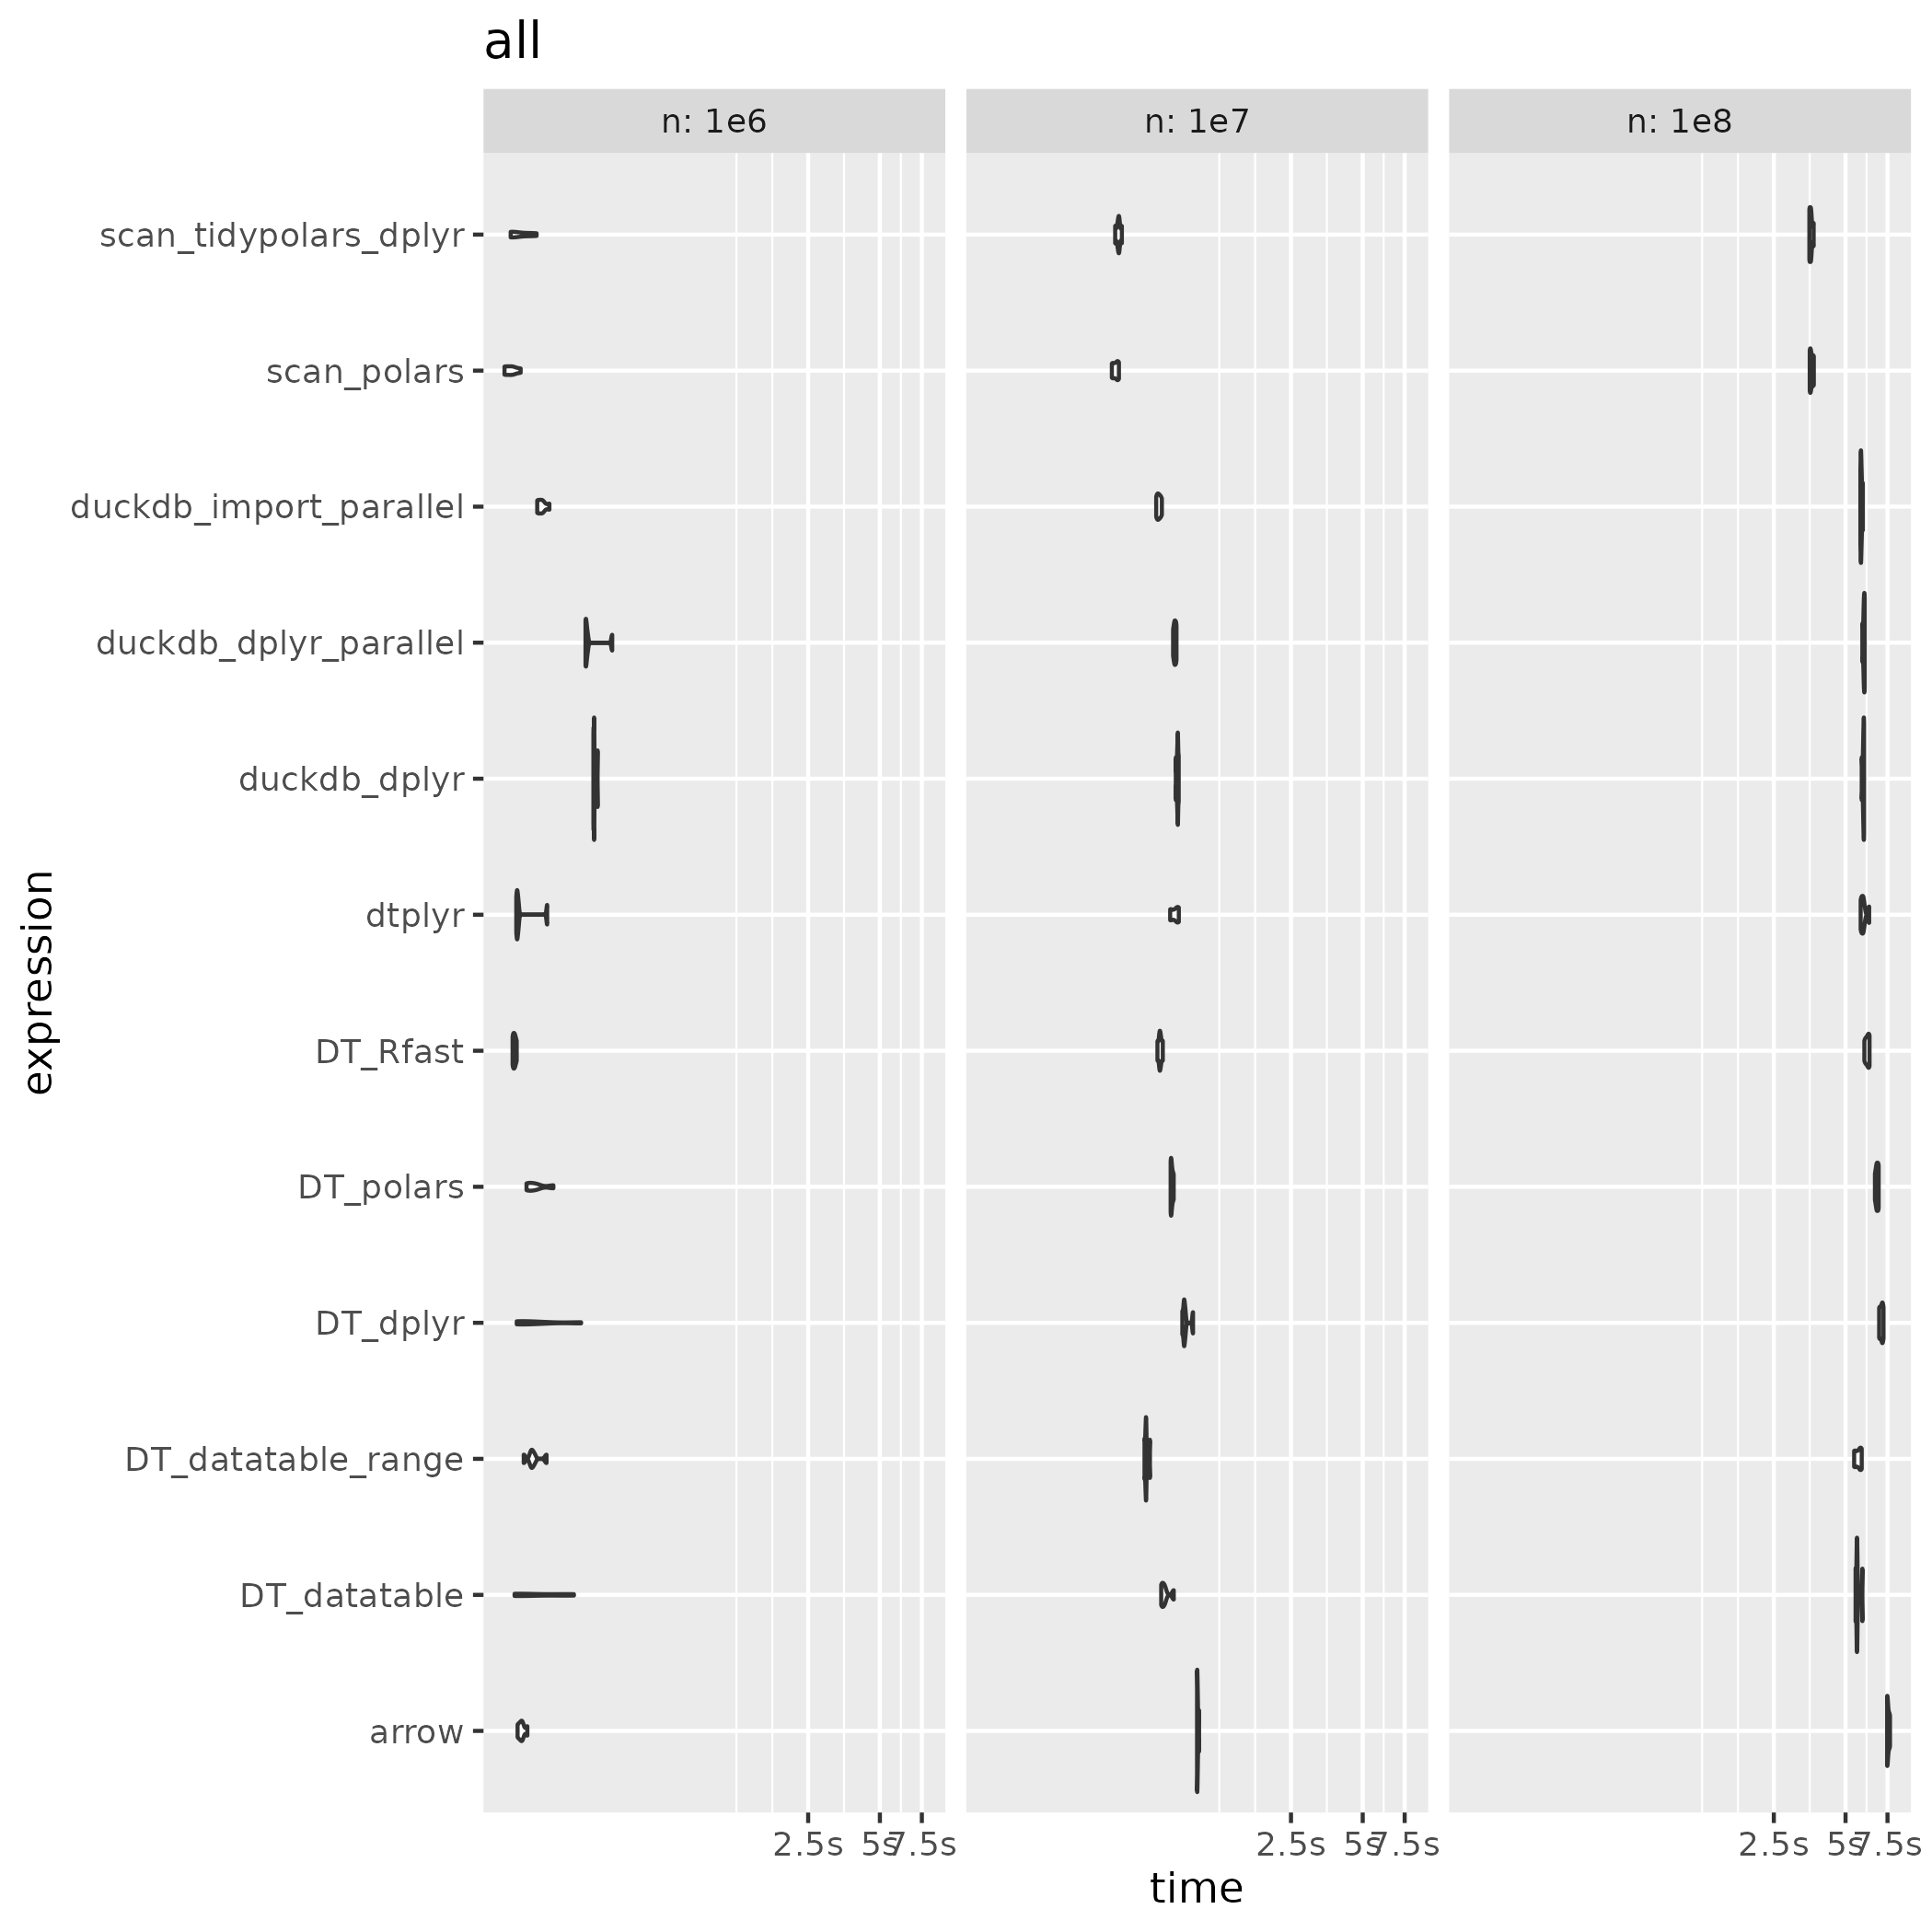 all
n: 1e6
n: 1e7
n: 1e8
scan_tidypolars_dplyr
scan_polars
duckdb_import_parallel
duckdb_dplyr_parallel
duckdb_dplyr
dtplyr
DT_Rfast
DT_polars
DT_dplyr
DT_datatable_range
DT_datatable
arrow
expression
2.5s 5s 7.5s
2.5s 5s 7.5s
2.5s 5s 7.5s
time